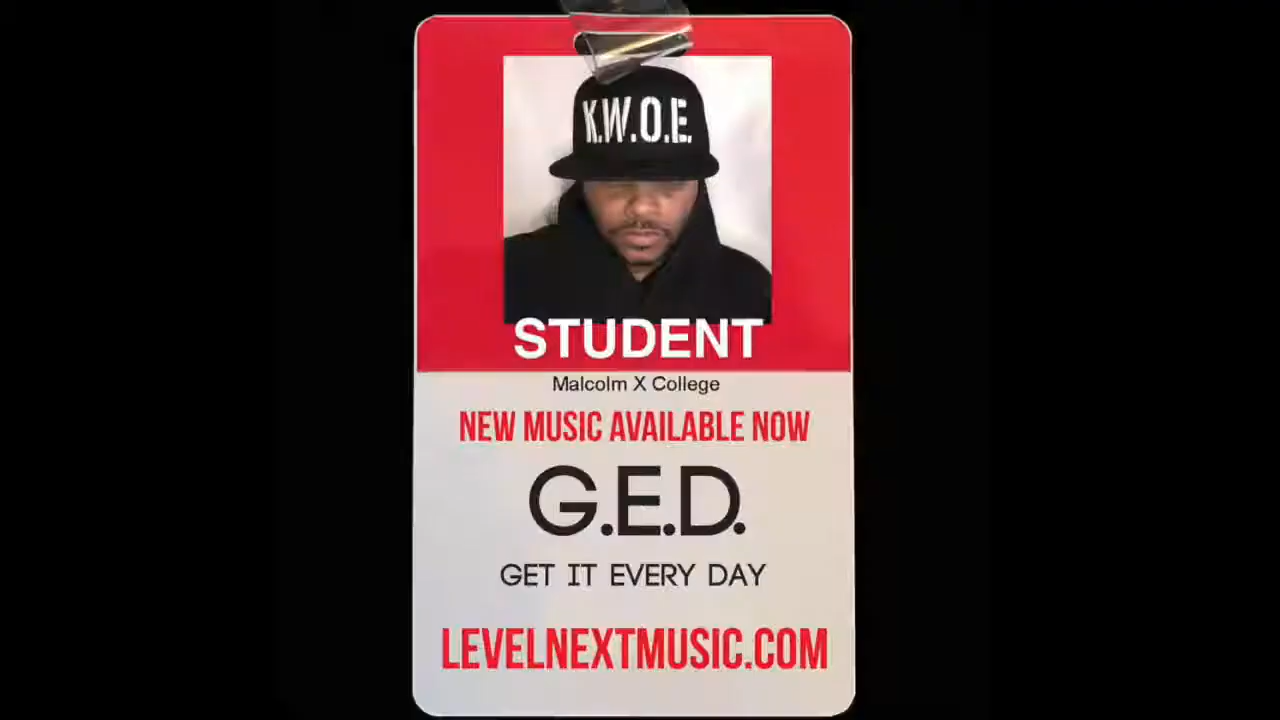 K.W.O.E.
STUDENT
Malcolm X College
NEW MUSIC AVAILABLE NOW
G.E.D.
GET IT EVERY DAY
LEVELNEXTMUSIC.COM